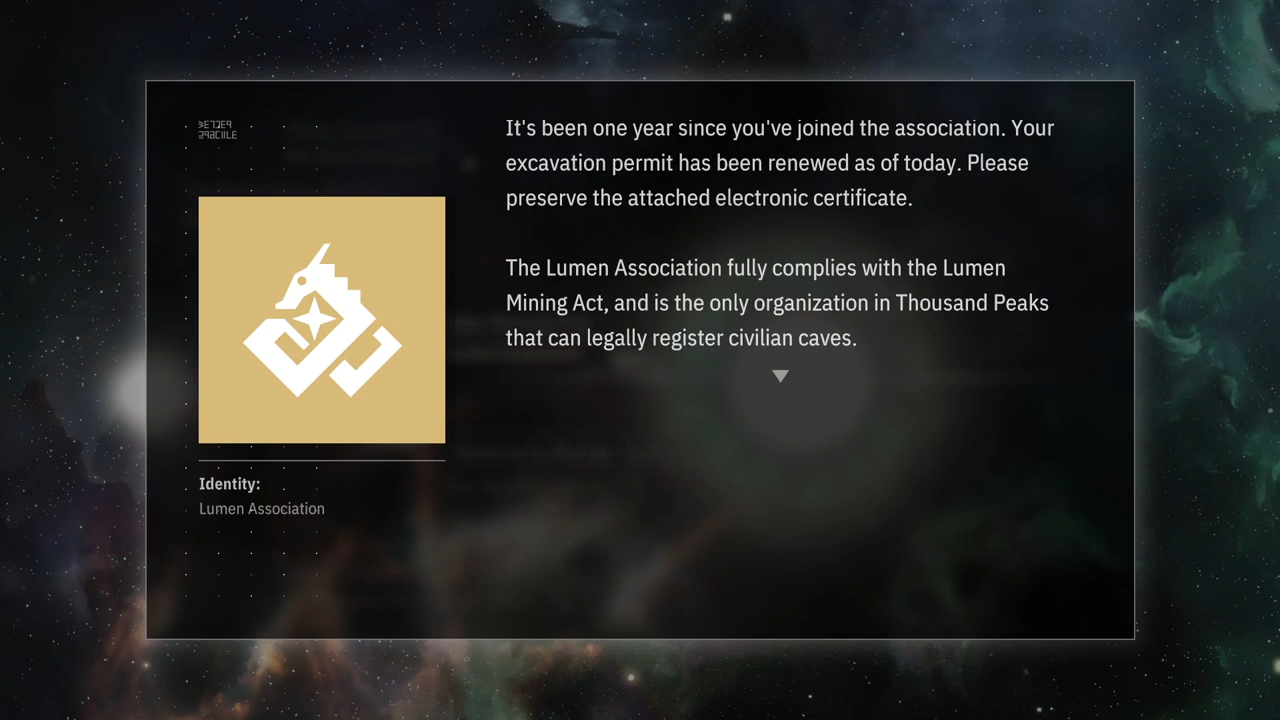 It's been one year since you've joined the association. Your
excavation permit has been renewed as of today. Please
preserve the attached electronic certificate.
The Lumen Association fully complies with the Lumen
Mining Act, and is the only organization in Thousand Peaks
that can legally register civilian caves.
Identity:
Lumen Association